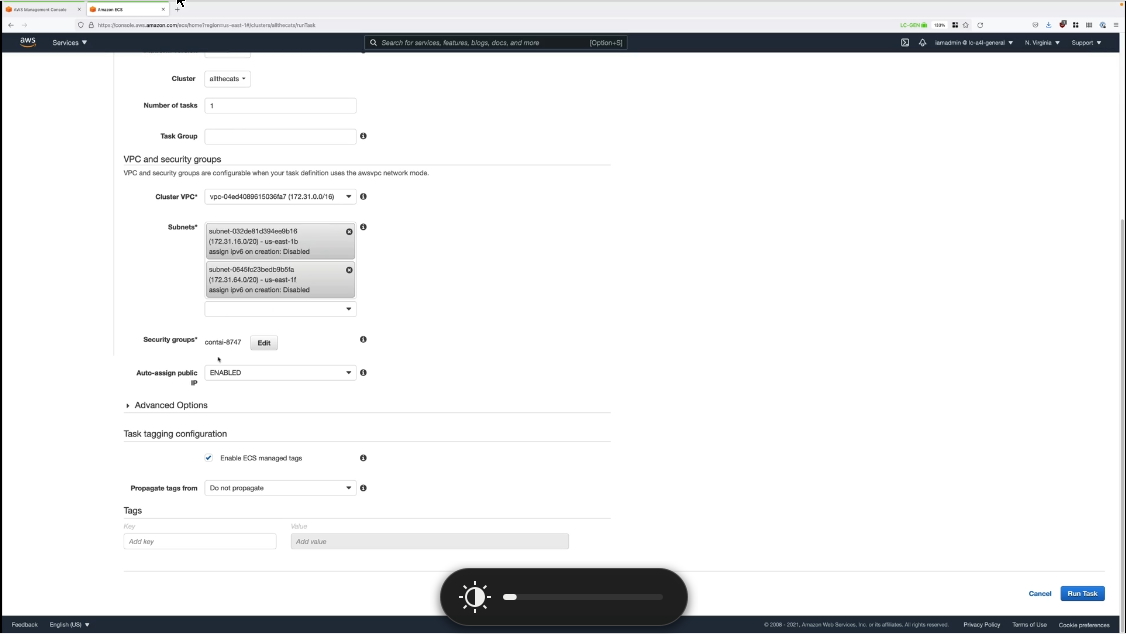 AWS Management Console
Amazon ECS
https://console.aws.amazon.com/ecs/home?region=us-east-1#/clusters/allthecats/runTask
LC-GEN
133%
aws
Services
Search for services, features, blogs, docs, and more
[Option+S]
iamadmin @ lc-a4l-general
N. Virginia
Support
Cluster
allthecats
Number of tasks
1
Task Group
VPC and security groups
VPC and security groups are configurable when your task definition uses the awsvpc network mode.
Cluster VPC*
vpc-04ed4089615036fa7 (172.31.0.0/16)
Subnets*
subnet-032de81d394ee9b16
(172.31.16.0/20) - us-east-1b
assign ipv6 on creation: Disabled
subnet-0645fc23bedb9b5fa
(172.31.64.0/20) - us-east-1f
assign ipv6 on creation: Disabled
Security groups*
contai-8747
Edit
Auto-assign public
IP
ENABLED
Advanced Options
Task tagging configuration
Enable ECS managed tags
Propagate tags from
Do not propagate
Tags
Key
Value
Add key
Add value
Cancel
Run Task
Feedback
English (US)
© 2008 - 2021, Amazon Web Services, Inc. or its affiliates. All rights reserved.
Privacy Policy
Terms of Use
Cookie preferences